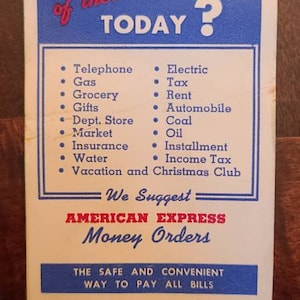 of the
TODAY ?
• Telephone • Electric
• Gas • Tax
• Grocery • Rent
• Gifts • Automobile
• Dept. Store • Coal
• Market • Oil
• Insurance • Installment
• Water • Income Tax
• Vacation and Christmas Club
We Suggest
AMERICAN EXPRESS
Money Orders
THE SAFE AND CONVENIENT
WAY TO PAY ALL BILLS